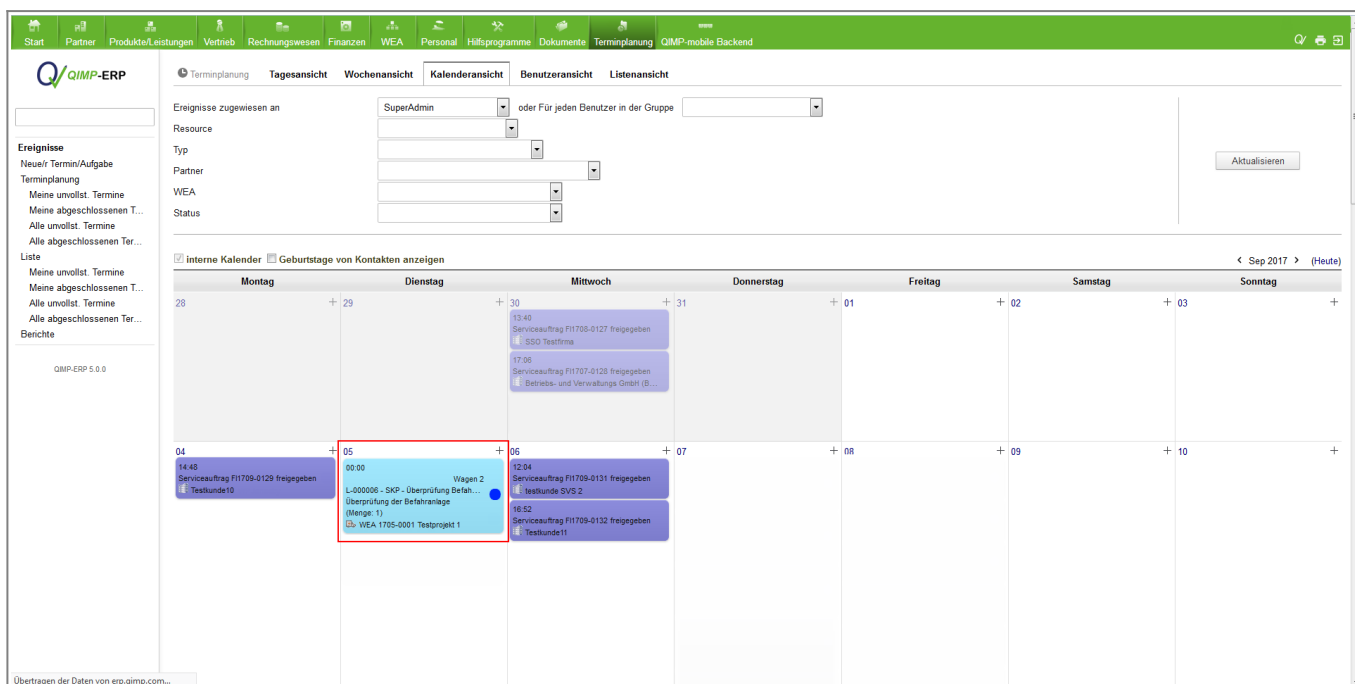 Start Partner Produkte/Leistungen Vertrieb Rechnungswesen Finanzen WEA Personal Hilfsprogramme Dokumente Terminplanung QIMP-mobile Backend
QIMP-ERP
Terminplanung Tagesansicht Wochenansicht Kalenderansicht Benutzeransicht Listenansicht
Ereignisse zugewiesen an SuperAdmin oder Für jeden Benutzer in der Gruppe
Resource
Typ
Partner
WEA
Status
Aktualisieren
Ereignisse
Neue/r Termin/Aufgabe
Terminplanung
Meine unvollst. Termine
Meine abgeschlossenen T...
Alle unvollst. Termine
Alle abgeschlossenen Ter...
Liste
Meine unvollst. Termine
Meine abgeschlossenen T...
Alle unvollst. Termine
Alle abgeschlossenen Ter...
Berichte
QIMP-ERP 5.0.0
interne Kalender Geburtstage von Kontakten anzeigen
< Sep 2017 > (Heute)
Montag Dienstag Mittwoch Donnerstag Freitag Samstag Sonntag
28 + 29 + 30 + 31 + 01 + 02 + 03 +
13:40
Serviceauftrag FI1708-0127 freigegeben
SSO Testfirma
17:06
Serviceauftrag FI1707-0128 freigegeben
Betriebs- und Verwaltungs GmbH (B...
04 + 05 + 06 + 07 + 08 + 09 + 10 +
14:48
Serviceauftrag FI1709-0129 freigegeben
Testkunde10
00:00
Wagen 2
L-000006 - SKP - Überprüfung Befah...
Überprüfung der Befahranlage
(Menge: 1)
WEA 1705-0001 Testprojekt 1
12:04
Serviceauftrag FI1709-0131 freigegeben
testkunde SVS 2
16:52
Serviceauftrag FI1709-0132 freigegeben
Testkunde11
Übertragen der Daten von erp.qimp.com...